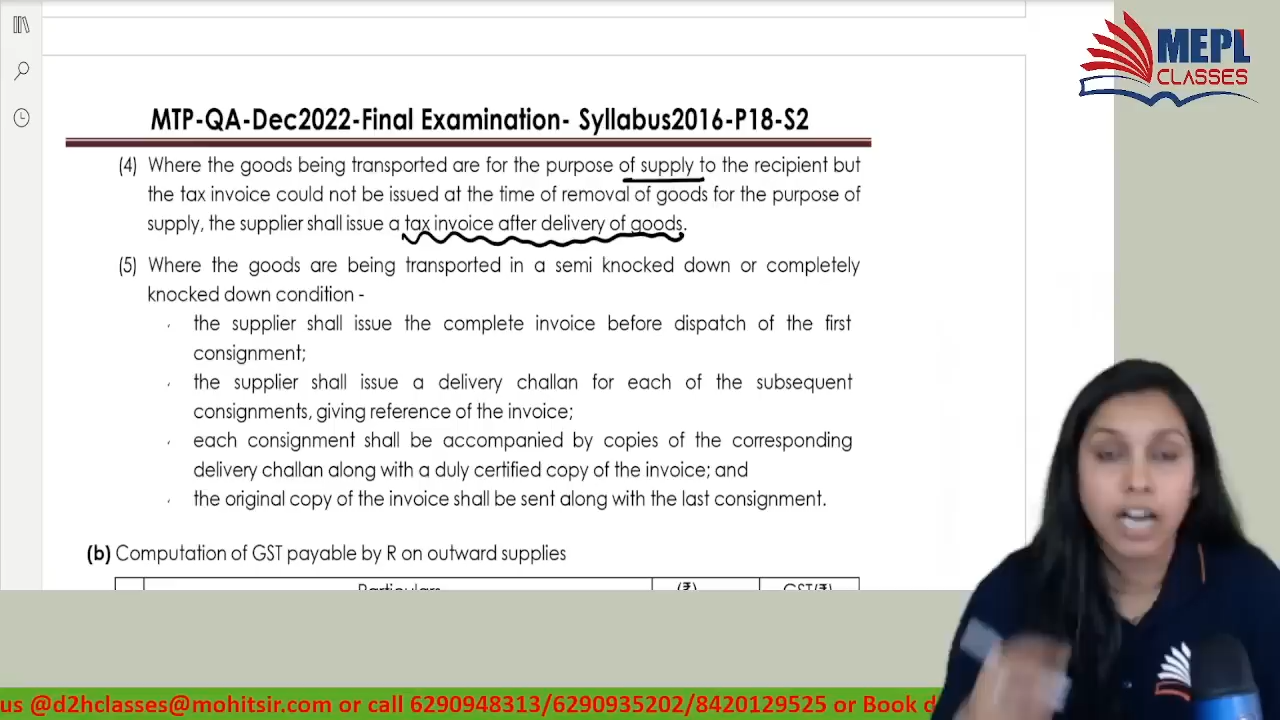 MEPL
CLASSES
MTP-QA-Dec2022-Final Examination- Syllabus2016-P18-S2
(4) Where the goods being transported are for the purpose of supply to the recipient but
the tax invoice could not be issued at the time of removal of goods for the purpose of
supply, the supplier shall issue a tax invoice after delivery of goods.
(5) Where the goods are being transported in a semi knocked down or completely
knocked down condition -
the supplier shall issue the complete invoice before dispatch of the first
consignment;
the supplier shall issue a delivery challan for each of the subsequent
consignments, giving reference of the invoice;
each consignment shall be accompanied by copies of the corresponding
delivery challan along with a duly certified copy of the invoice; and
the original copy of the invoice shall be sent along with the last consignment.
(b) Computation of GST payable by R on outward supplies
Particulars (₹) GST(₹)
us @d2hclasses@mohitsir.com or call 6290948313/6290935202/8420129525 or Book d